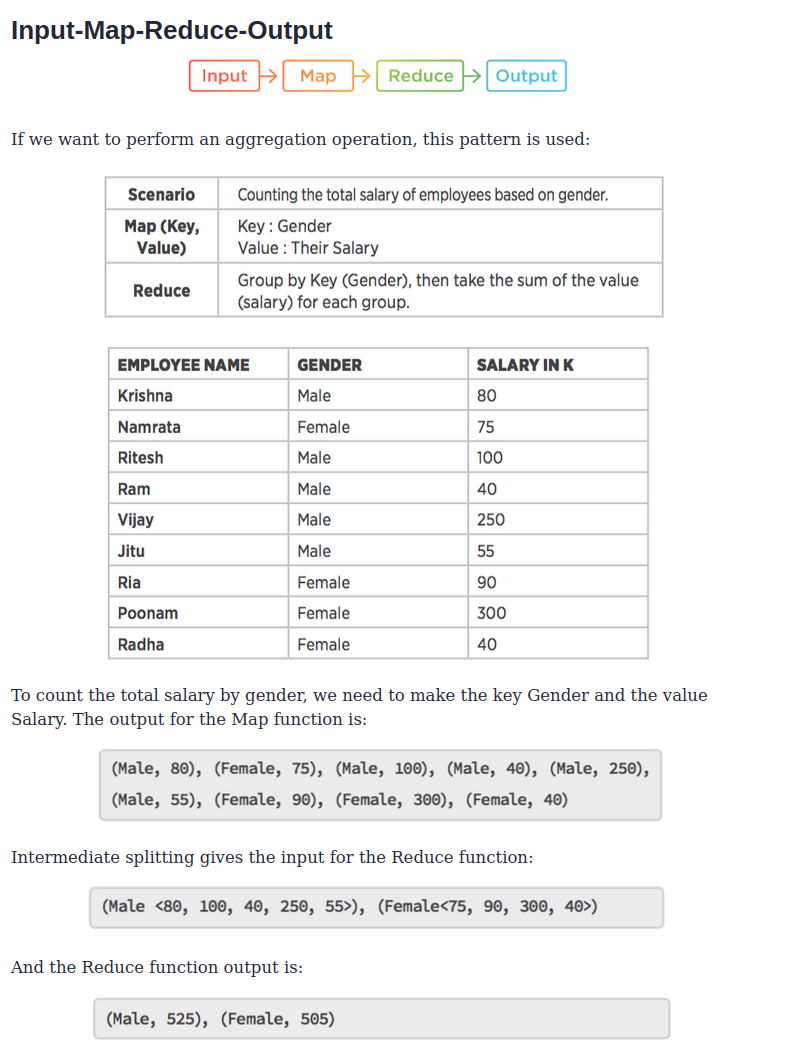 Input-Map-Reduce-Output
Input Map Reduce Output
If we want to perform an aggregation operation, this pattern is used:
Scenario Counting the total salary of employees based on gender.
Map (Key, Value) Key : Gender
Value : Their Salary
Reduce Group by Key (Gender), then take the sum of the value
(salary) for each group.
EMPLOYEE NAME GENDER SALARY IN K
Krishna Male 80
Namrata Female 75
Ritesh Male 100
Ram Male 40
Vijay Male 250
Jitu Male 55
Ria Female 90
Poonam Female 300
Radha Female 40
To count the total salary by gender, we need to make the key Gender and the value
Salary. The output for the Map function is:
(Male, 80), (Female, 75), (Male, 100), (Male, 40), (Male, 250),
(Male, 55), (Female, 90), (Female, 300), (Female, 40)
Intermediate splitting gives the input for the Reduce function:
(Male <80, 100, 40, 250, 55>), (Female<75, 90, 300, 40>)
And the Reduce function output is:
(Male, 525), (Female, 505)